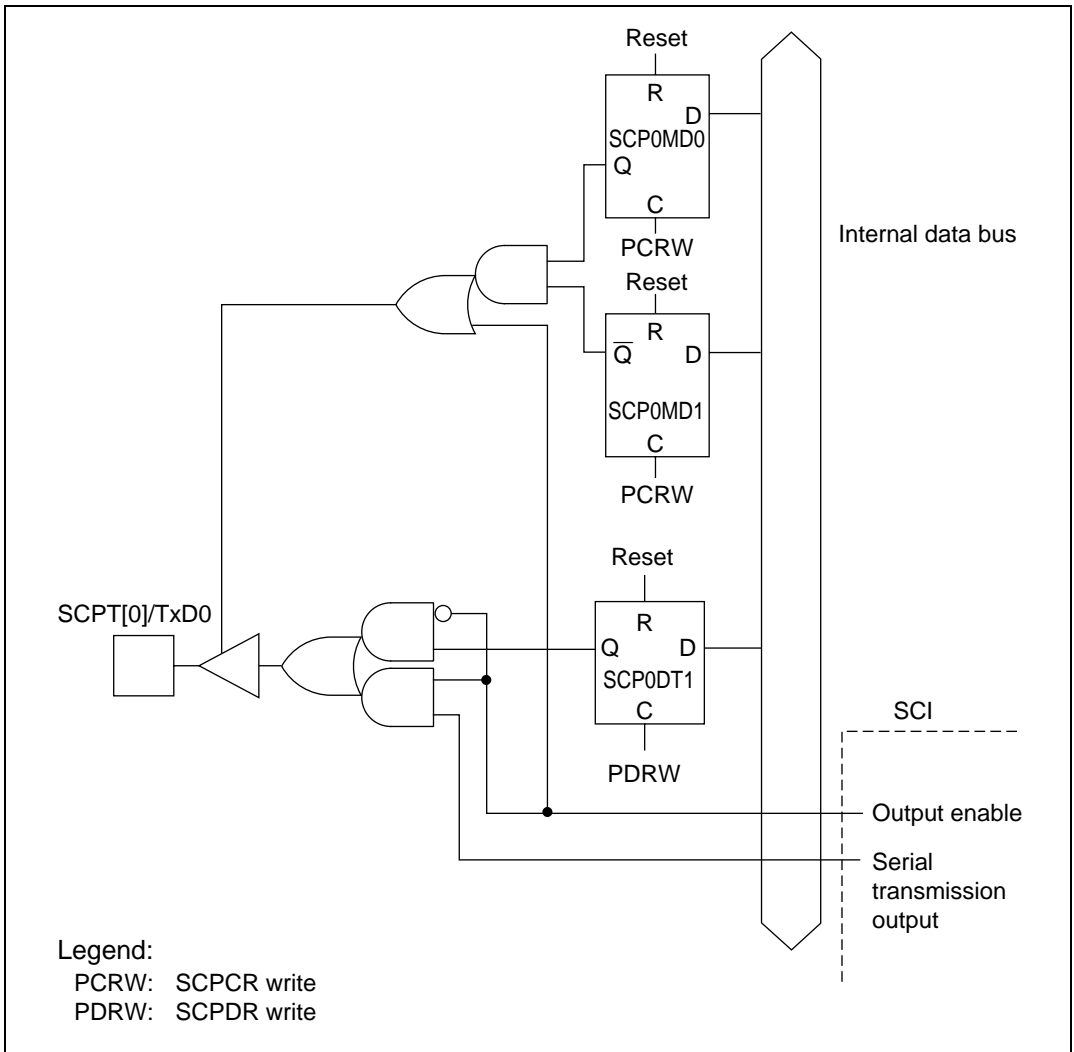 Reset
R
D
SCP0MD0
Q
C
PCRW
Internal data bus
Reset
R
Q̅
D
SCP0MD1
C
PCRW
Reset
SCPT[0]/TxD0
R
Q
D
SCP0DT1
C
SCI
PDRW
Output enable
Serial
transmission
output
Legend:
PCRW: SCPCR write
PDRW: SCPDR write